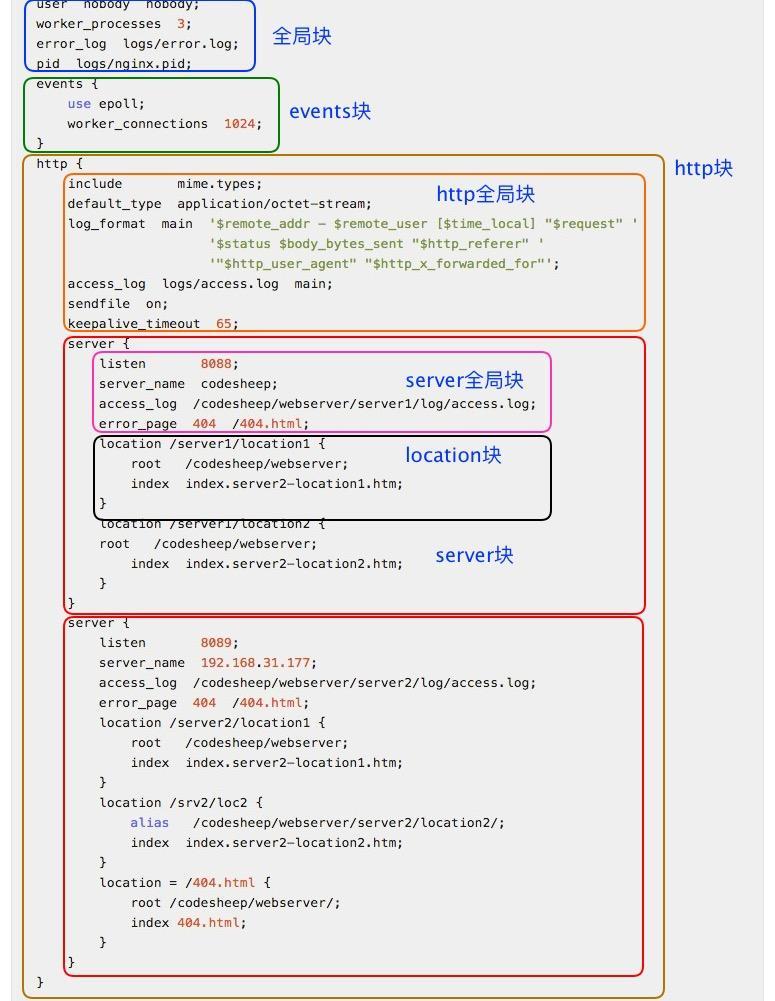 user  nobody  nobody;
worker_processes  3;
error_log  logs/error.log;
pid  logs/nginx.pid;
全局块
events {
    use epoll;
    worker_connections  1024;
}
events块
http {
http块
    include       mime.types;
    default_type  application/octet-stream;
http全局块
    log_format  main  '$remote_addr – $remote_user [$time_local] "$request" '
                      '$status $body_bytes_sent "$http_referer" '
                      '"$http_user_agent" "$http_x_forwarded_for"';
    access_log  logs/access.log  main;
    sendfile  on;
    keepalive_timeout  65;
    server {
        listen       8088;
        server_name  codesheep;
server全局块
        access_log  /codesheep/webserver/server1/log/access.log;
        error_page  404  /404.html;
        location /server1/location1 {
            root   /codesheep/webserver;
location块
            index  index.server2–location1.htm;
        }
        location /server1/location2 {
        root   /codesheep/webserver;
server块
            index  index.server2–location2.htm;
        }
    }
    server {
        listen       8089;
        server_name  192.168.31.177;
        access_log  /codesheep/webserver/server2/log/access.log;
        error_page  404  /404.html;
        location /server2/location1 {
            root   /codesheep/webserver;
            index  index.server2–location1.htm;
        }
        location /srv2/loc2 {
            alias   /codesheep/webserver/server2/location2/;
            index  index.server2–location2.htm;
        }
        location = /404.html {
            root /codesheep/webserver/;
            index 404.html;
        }
    }
}